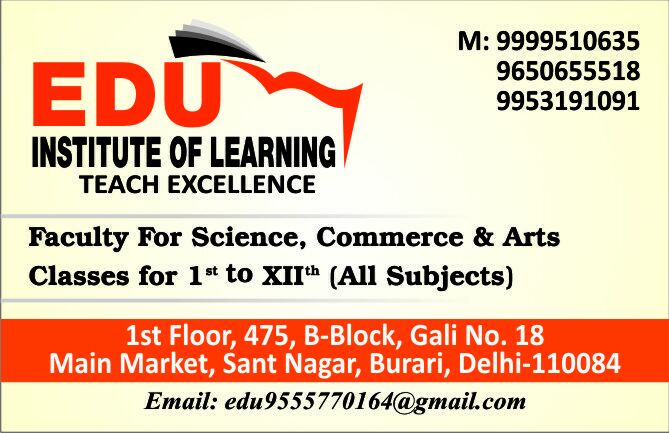 EDU
INSTITUTE OF LEARNING
TEACH EXCELLENCE
M: 9999510635
9650655518
9953191091
Faculty For Science, Commerce & Arts
Classes for 1st to XIIth (All Subjects)
1st Floor, 475, B-Block, Gali No. 18
Main Market, Sant Nagar, Burari, Delhi-110084
Email: edu9555770164@gmail.com